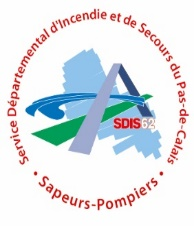 Service Départemental d'Incendie et de Secours du Pas-de-Calais
SDIS62
• Sapeurs-Pompiers •